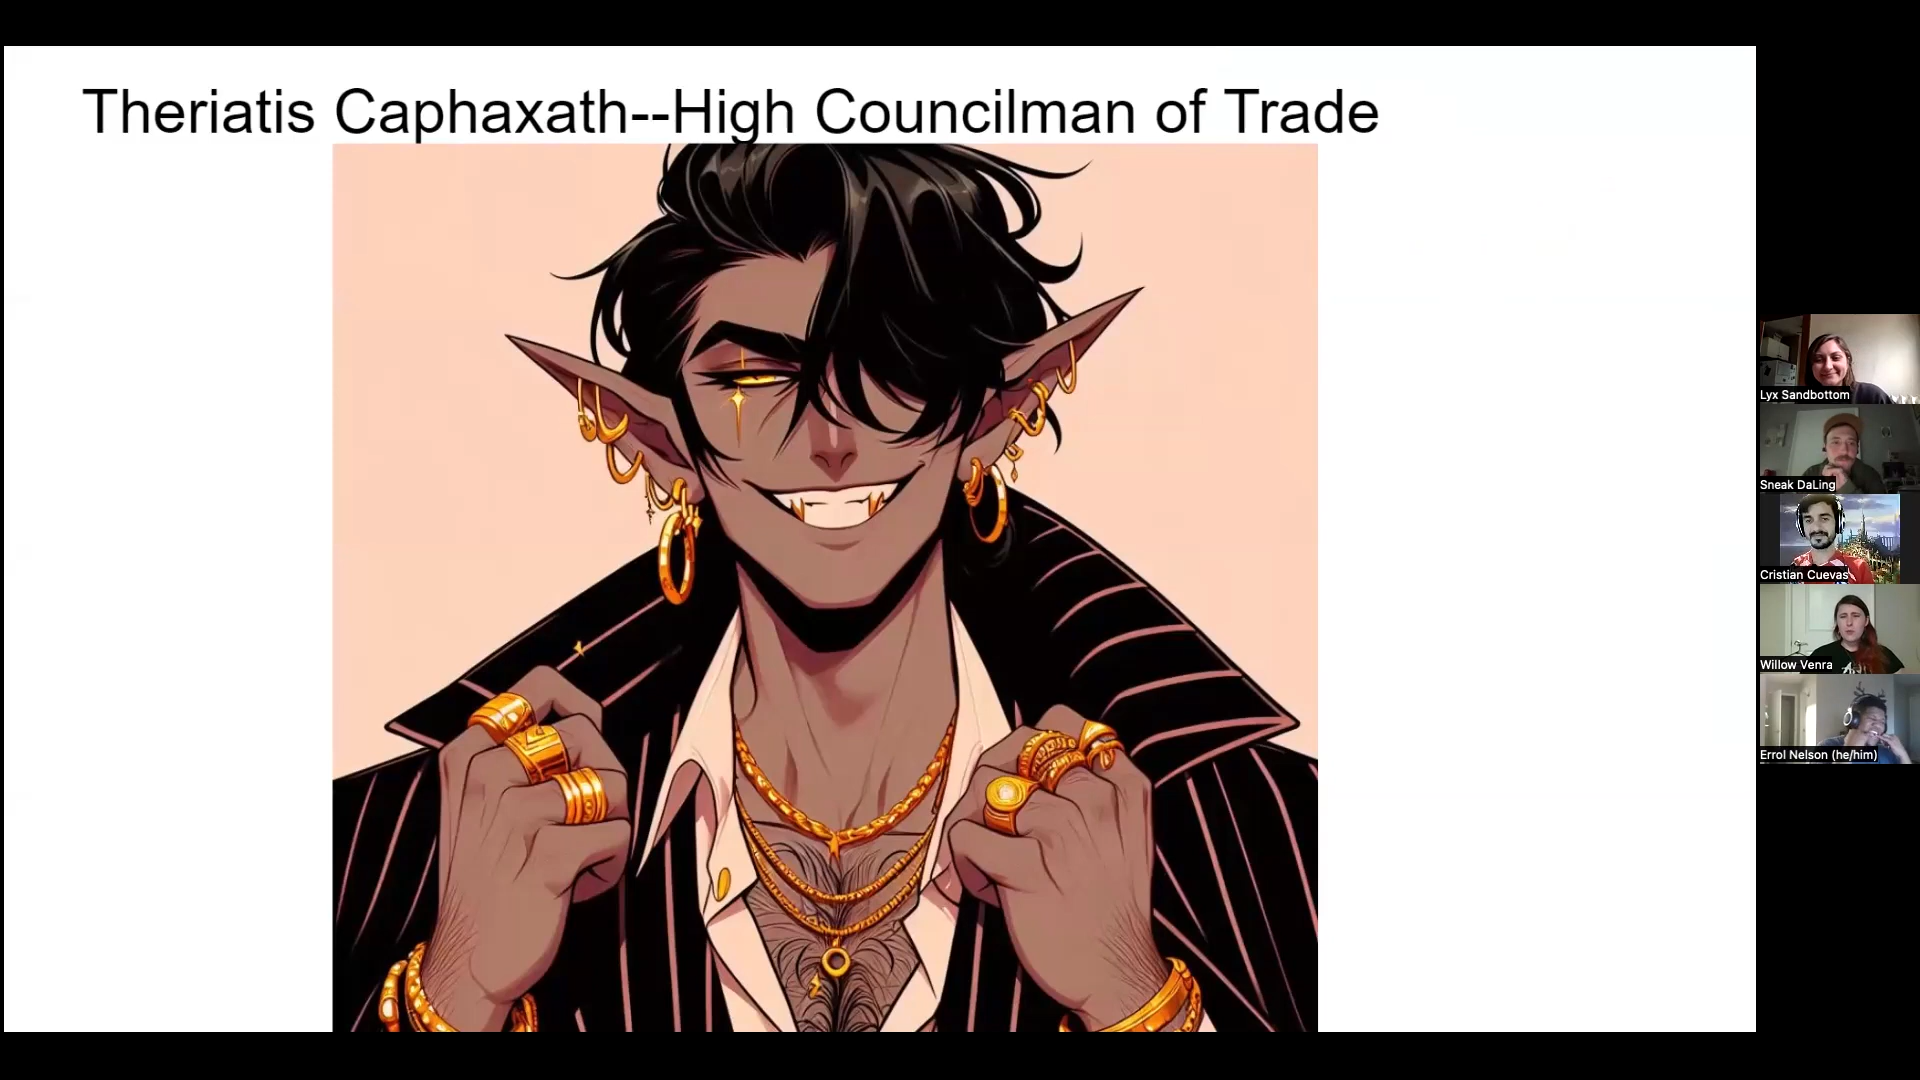 Theriatis Caphaxath--High Councilman of Trade
Lyx Sandbottom
Sneak DaLing
Cristian Cuevas
Willow Venra
Errol Nelson (he/him)